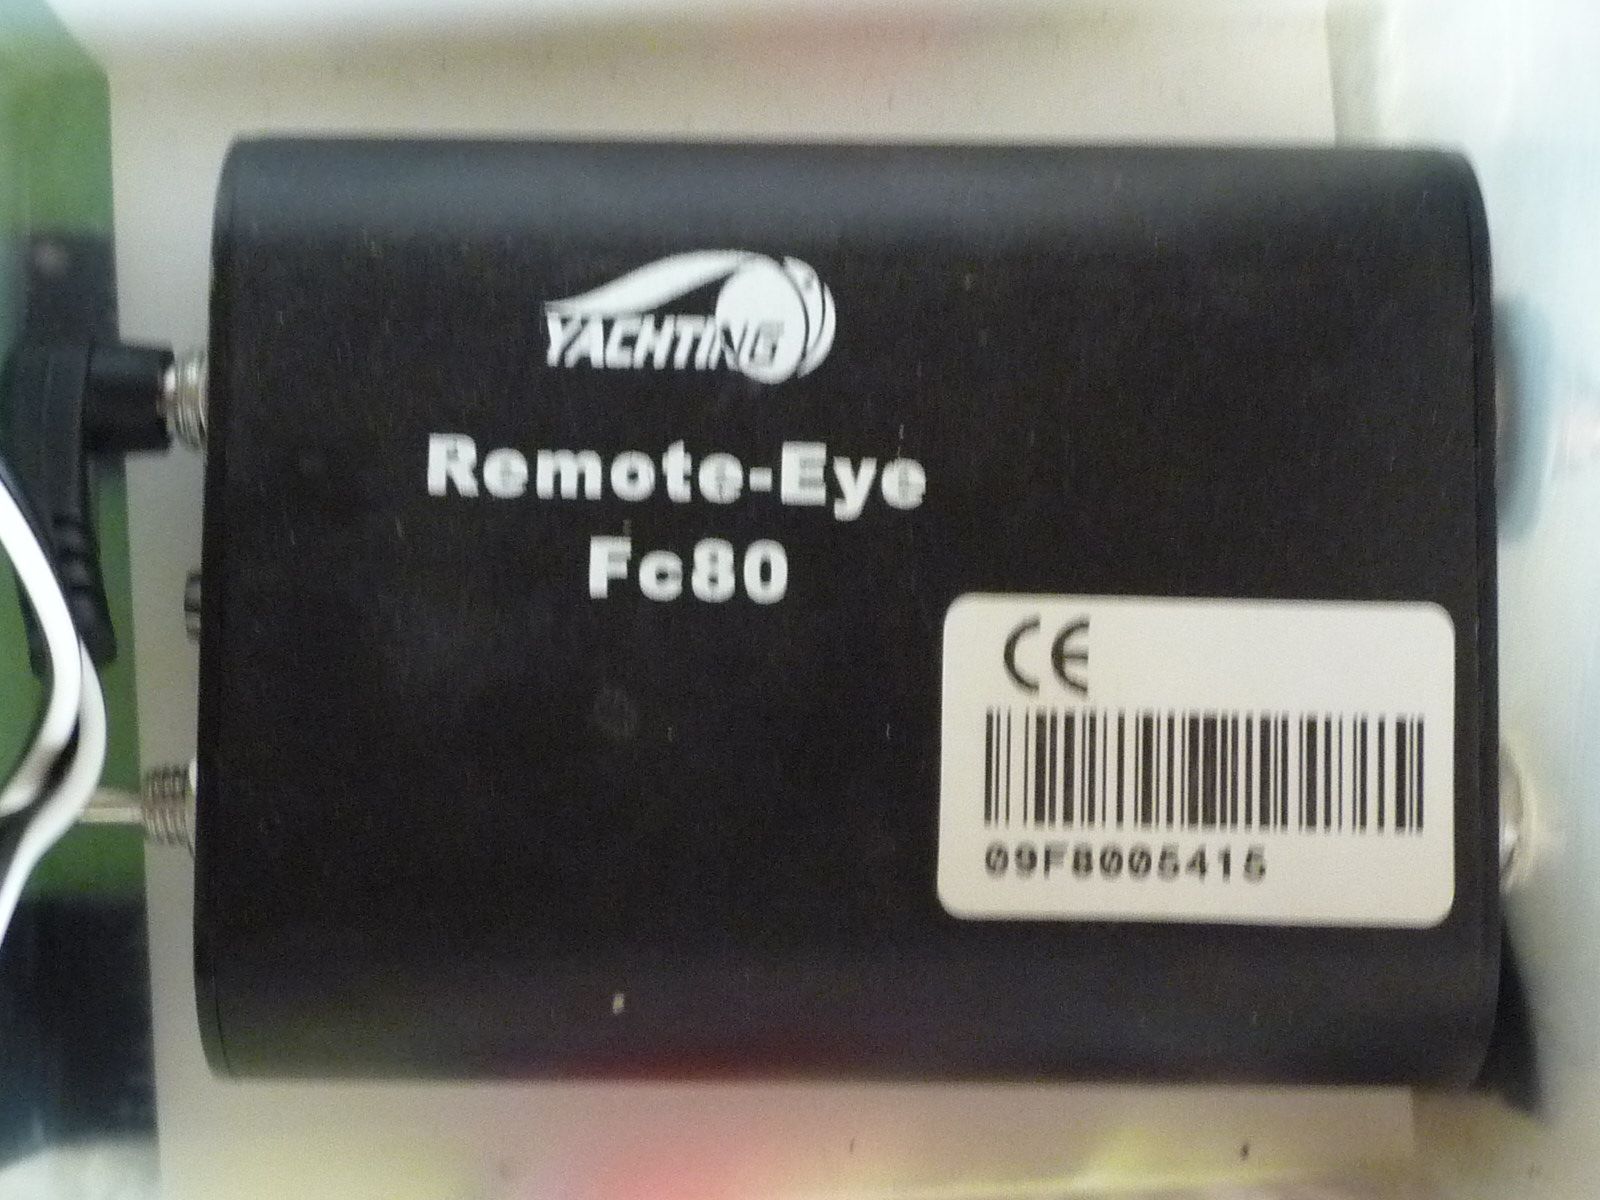 YACHTING
Remote-Eye
Fc80
CE
09F8005415